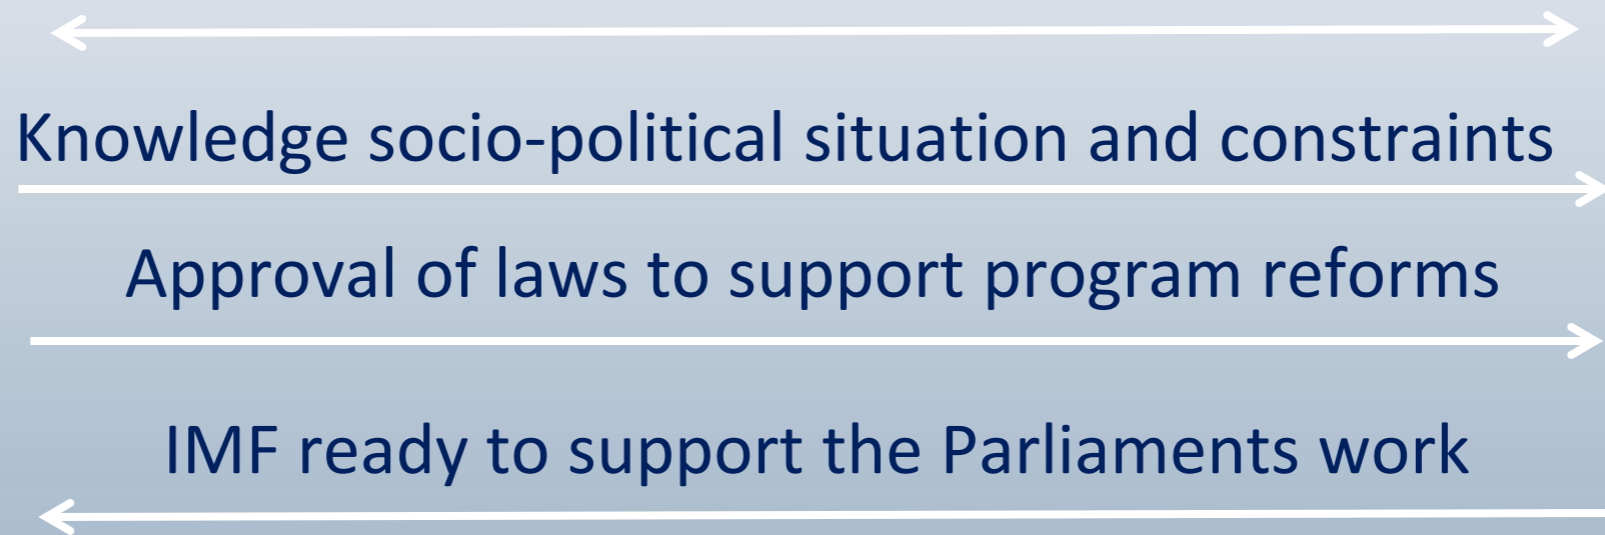 Knowledge socio-political situation and constraints
Approval of laws to support program reforms
IMF ready to support the Parliaments work